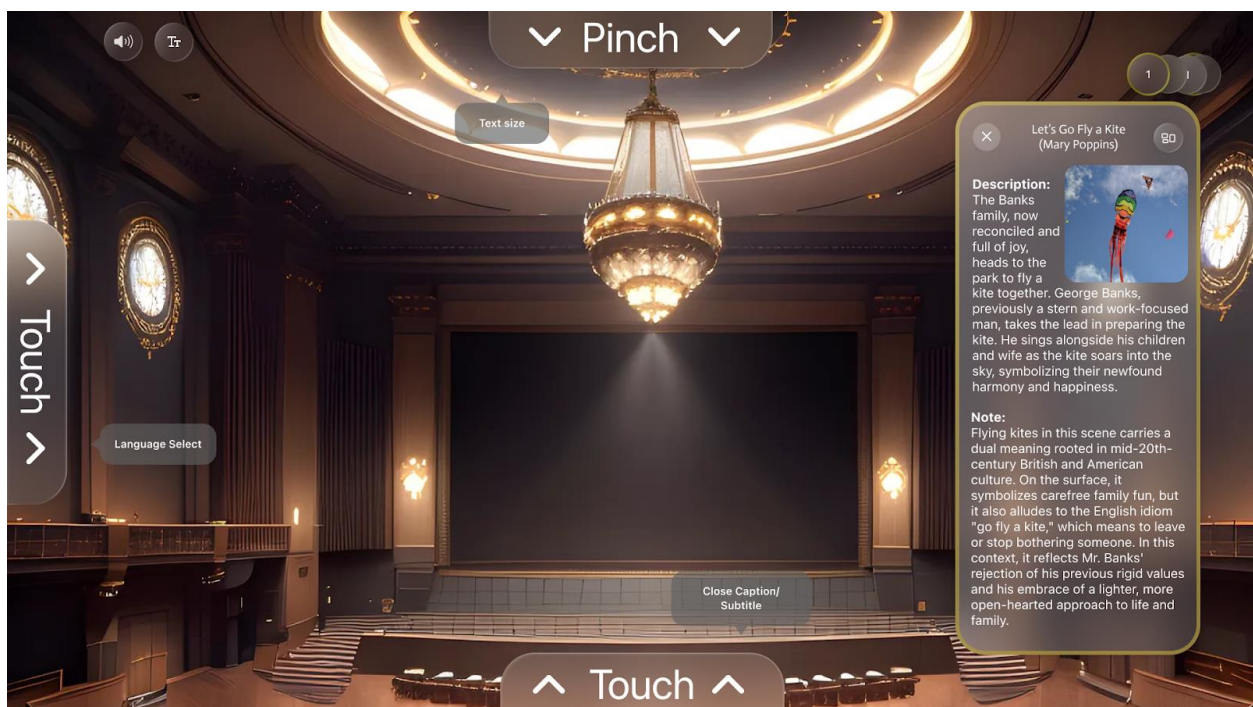 Pinch
Tт
1
I
Text size
Let's Go Fly a Kite
(Mary Poppins)
Description:
The Banks
family, now
reconciled and
full of joy,
heads to the
park to fly a
kite together. George Banks,
previously a stern and work-focused
man, takes the lead in preparing the
kite. He sings alongside his children
and wife as the kite soars into the
sky, symbolizing their newfound
harmony and happiness.
Note:
Flying kites in this scene carries a
dual meaning rooted in mid-20th-
century British and American
culture. On the surface, it
symbolizes carefree family fun, but
it also alludes to the English idiom
"go fly a kite," which means to leave
or stop bothering someone. In this
context, it reflects Mr. Banks'
rejection of his previous rigid values
and his embrace of a lighter, more
open-hearted approach to life and
family.
Touch
Language Select
Close Caption/
Subtitle
Touch